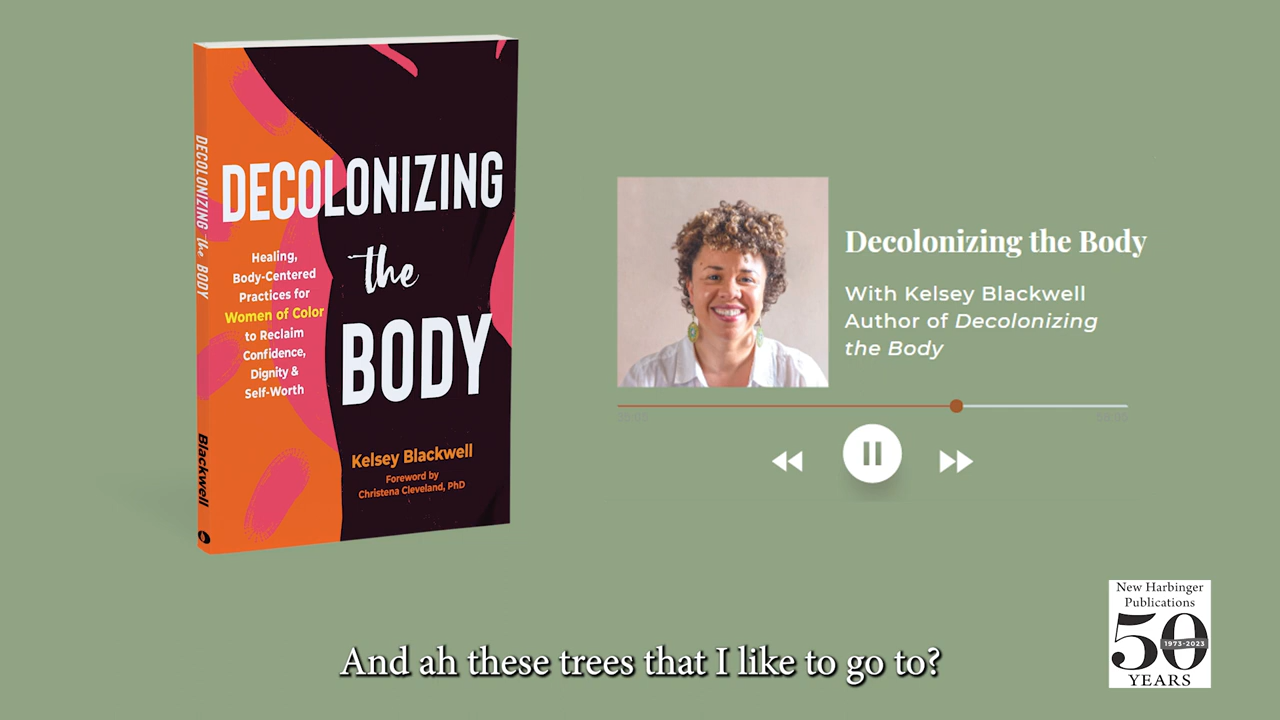 DECOLONIZING the BODY
Blackwell
DECOLONIZING
the
BODY
Healing,
Body-Centered
Practices for
Women of Color
to Reclaim
Confidence,
Dignity &
Self-Worth
Kelsey Blackwell
Foreword by
Christena Cleveland, PhD
Decolonizing the Body
With Kelsey Blackwell
Author of Decolonizing
the Body
New Harbinger
Publications
50
1973-2023
YEARS
And ah these trees that I like to go to?